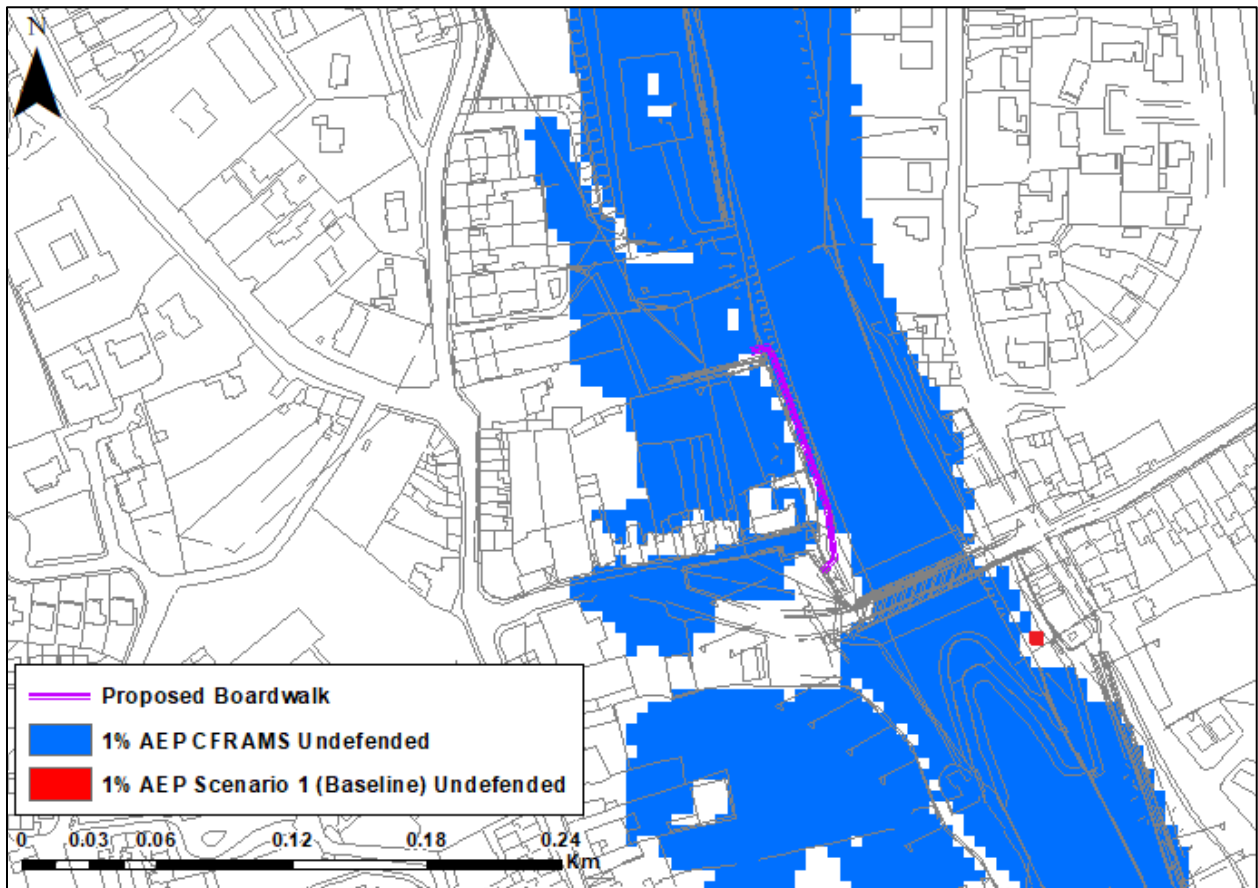 N
Proposed Boardwalk
1% AEP CFRAMS Undefended
1% AEP Scenario 1 (Baseline) Undefended
0 0.03 0.06 0.12 0.18 0.24
Km